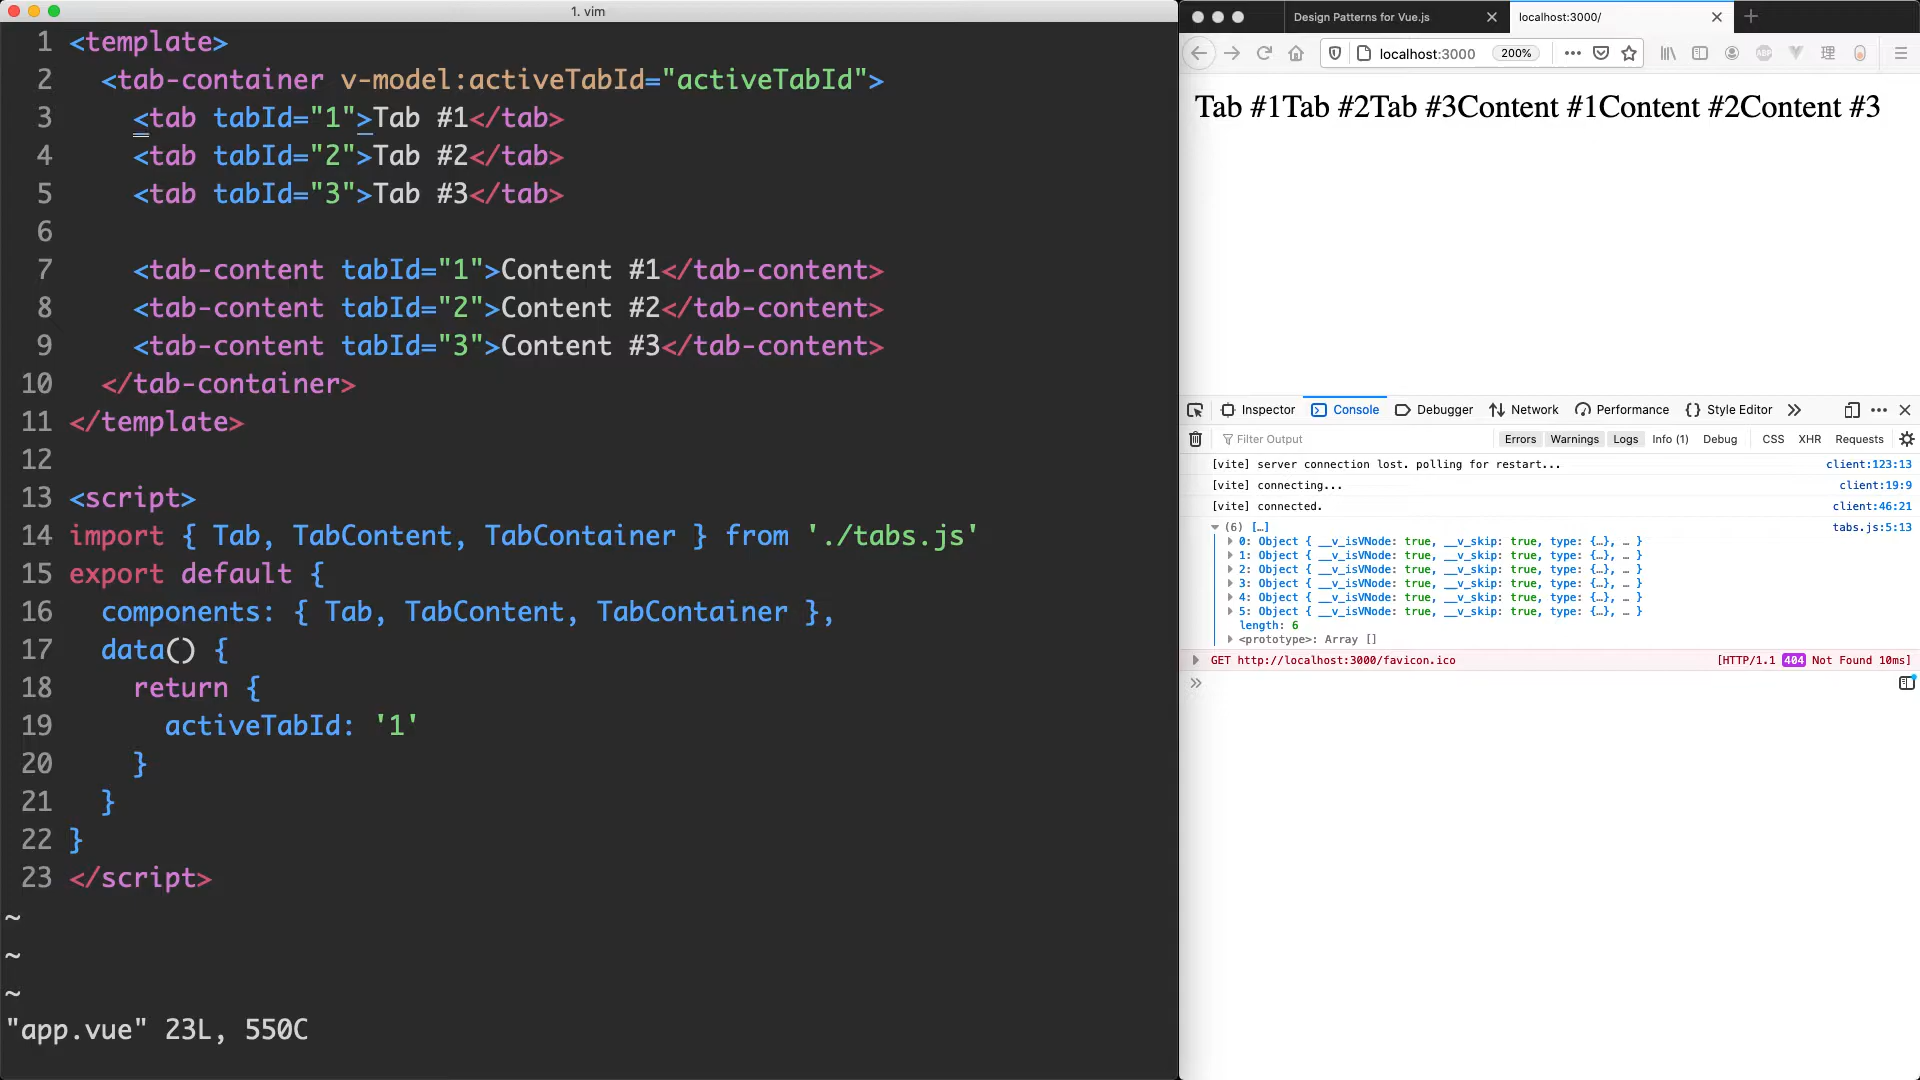 1. vim
1 <template>
2 <tab-container v-model:activeTabId="activeTabId">
3 <tab tabId="1">Tab #1</tab>
4 <tab tabId="2">Tab #2</tab>
5 <tab tabId="3">Tab #3</tab>
6
7 <tab-content tabId="1">Content #1</tab-content>
8 <tab-content tabId="2">Content #2</tab-content>
9 <tab-content tabId="3">Content #3</tab-content>
10 </tab-container>
11 </template>
12
13 <script>
14 import { Tab, TabContent, TabContainer } from './tabs.js'
15 export default {
16 components: { Tab, TabContent, TabContainer },
17 data() {
18 return {
19 activeTabId: '1'
20 }
21 }
22 }
23 </script>
~
~
~
"app.vue" 23L, 550C
Design Patterns for Vue.js
localhost:3000/
localhost:3000 200%
理
Tab #1Tab #2Tab #3Content #1Content #2Content #3
Inspector Console Debugger Network Performance Style Editor
Filter Output Errors Warnings Logs Info (1) Debug CSS XHR Requests
[vite] server connection lost. polling for restart... client:123:13
[vite] connecting... client:19:9
[vite] connected. client:46:21
(6) […] tabs.js:5:13
0: Object { __v_isVNode: true, __v_skip: true, type: {…}, … }
1: Object { __v_isVNode: true, __v_skip: true, type: {…}, … }
2: Object { __v_isVNode: true, __v_skip: true, type: {…}, … }
3: Object { __v_isVNode: true, __v_skip: true, type: {…}, … }
4: Object { __v_isVNode: true, __v_skip: true, type: {…}, … }
5: Object { __v_isVNode: true, __v_skip: true, type: {…}, … }
length: 6
<prototype>: Array []
GET http://localhost:3000/favicon.ico [HTTP/1.1 404 Not Found 10ms]